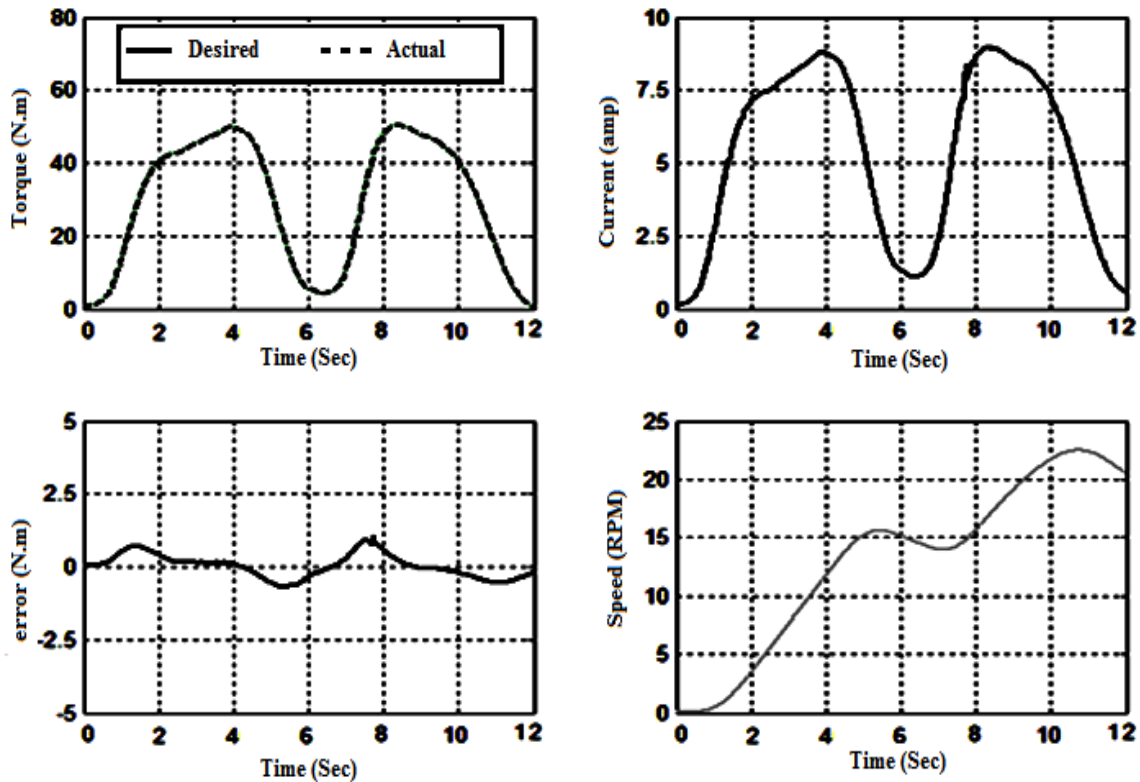 80
60
40
20
0
Torque (N.m)
Desired Actual
0 2 4 6 8 10 12
Time (Sec)
10
7.5
5
2.5
0
Current (amp)
0 2 4 6 8 10 12
Time (Sec)
5
2.5
0
-2.5
-5
error (N.m)
0 2 4 6 8 10 12
Time (Sec)
25
20
15
10
5
0
Speed (RPM)
0 2 4 6 8 10 12
Time (Sec)